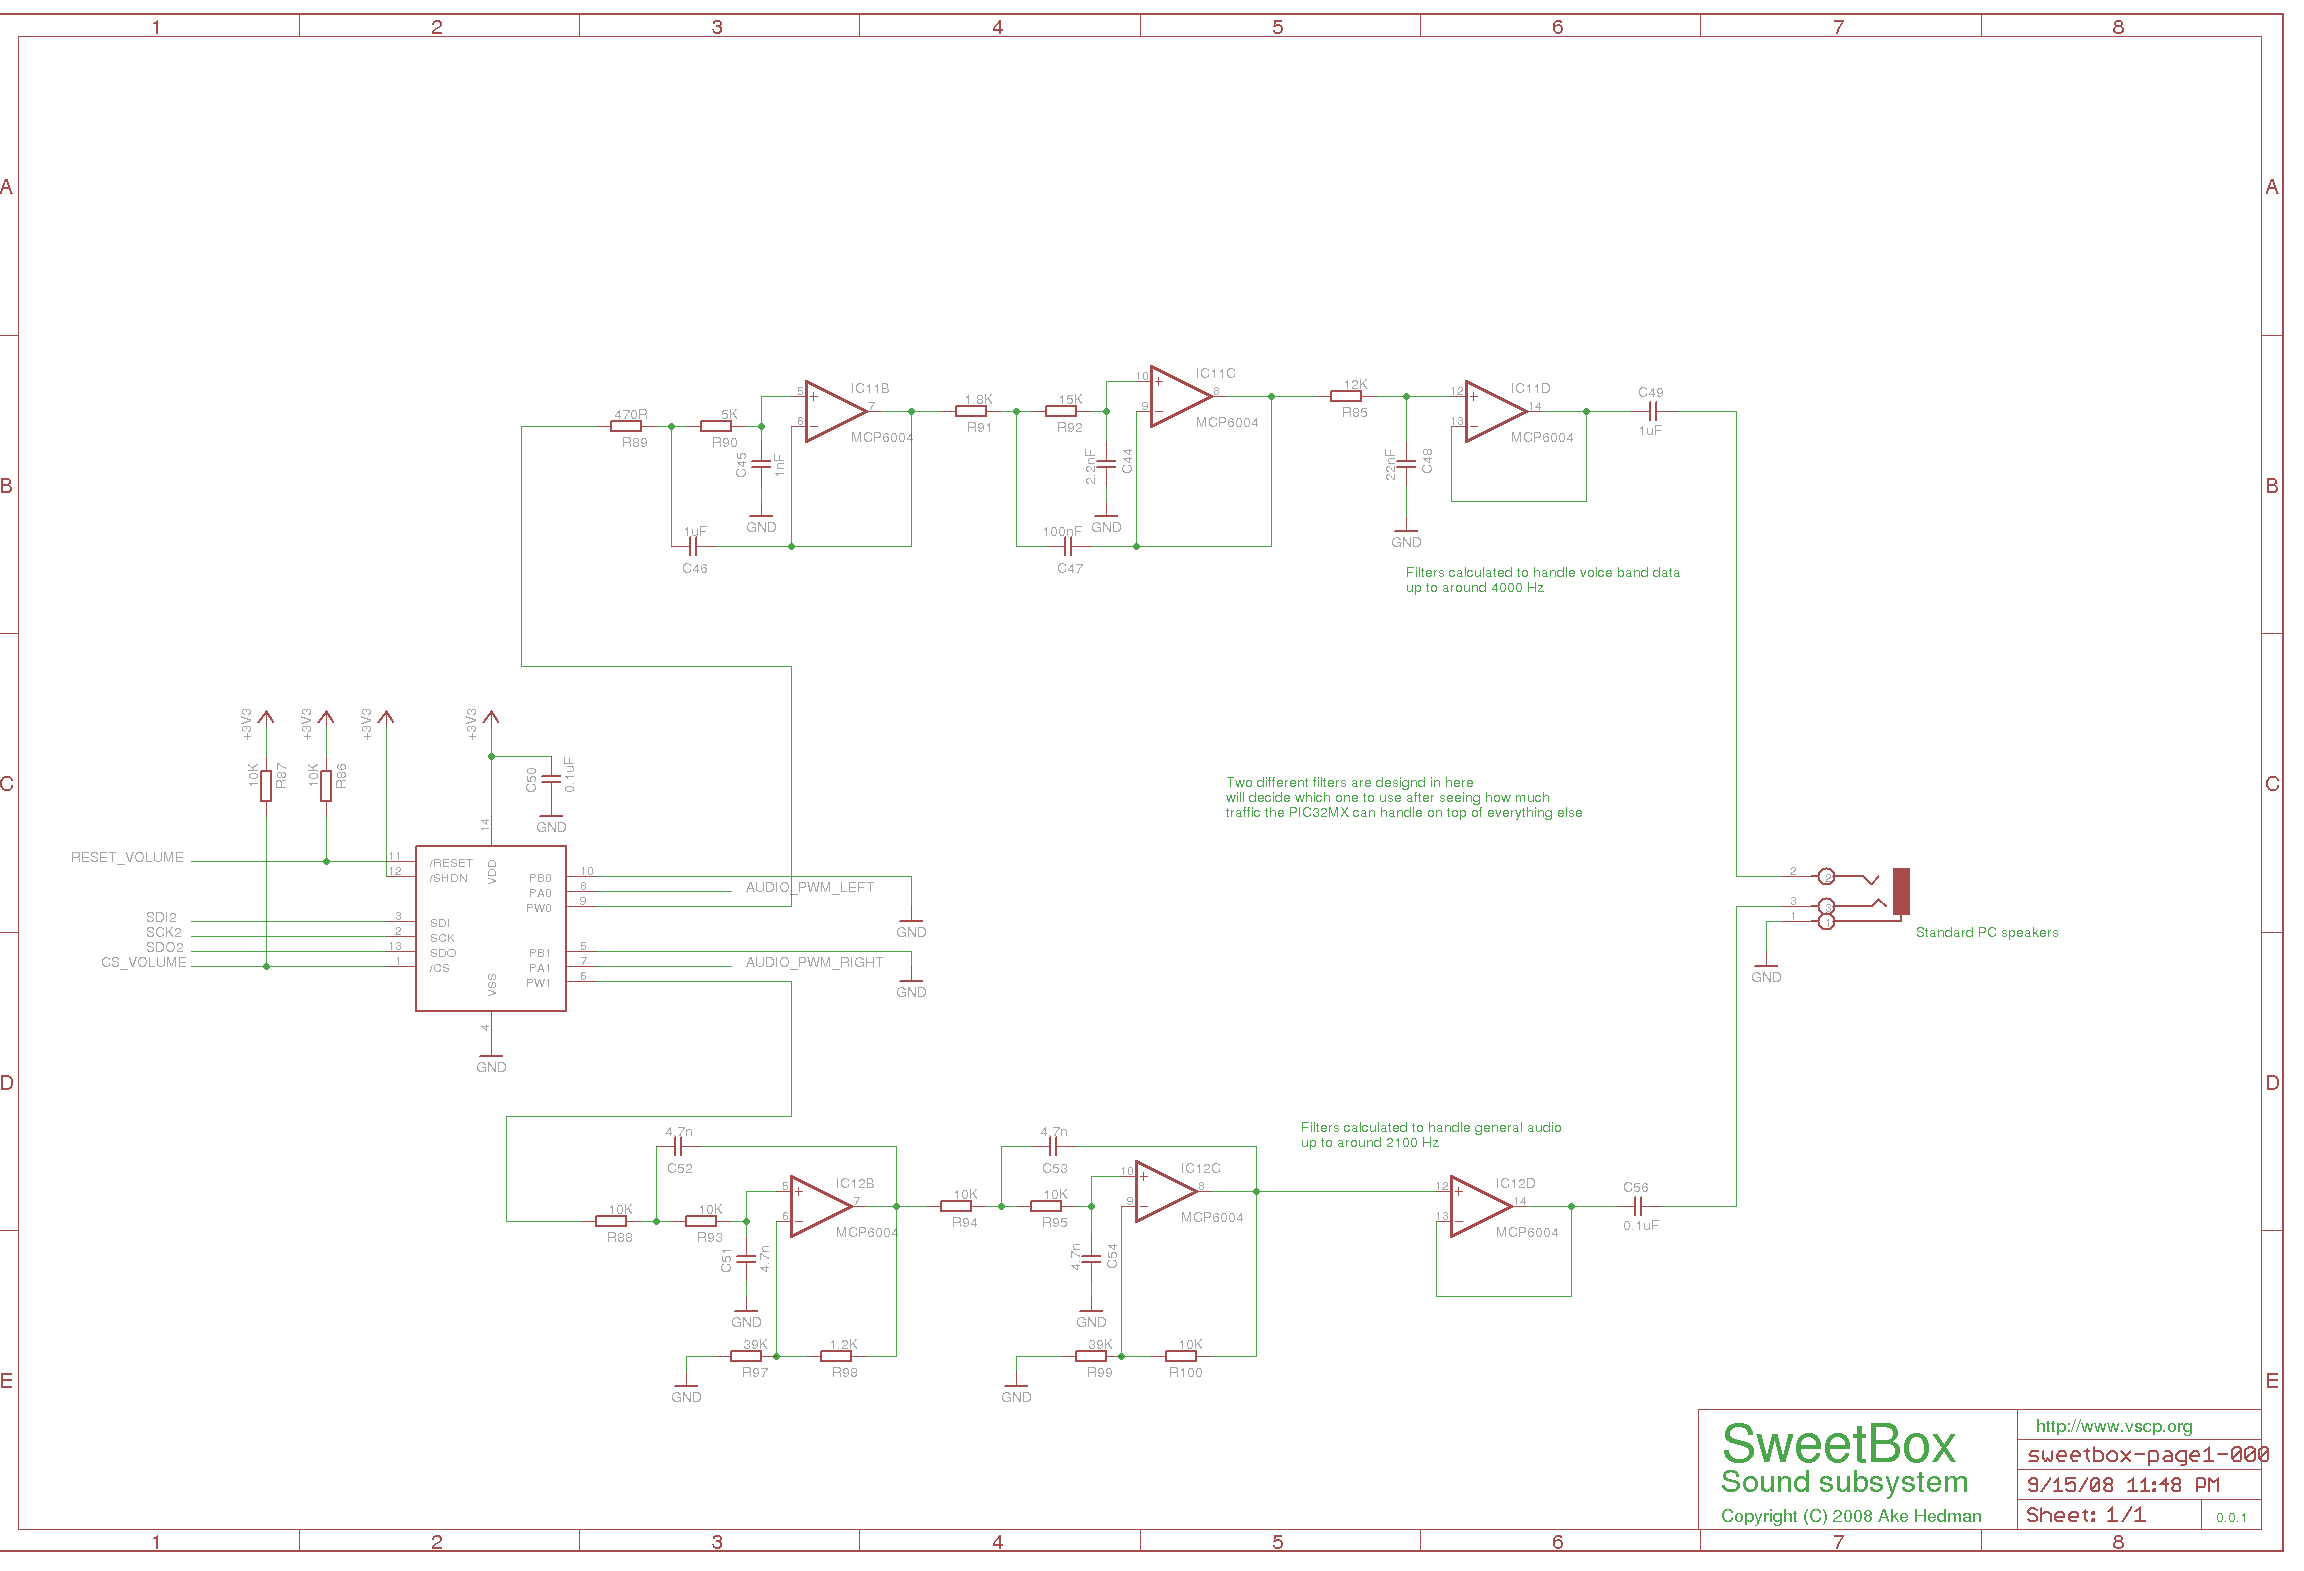 1 2 3 4 5 6 7 8
A A
IC11B
IC11C
IC11D
470R
R89
5K
R90
C45
1nF
GND
1uF
C46
5
6
7
MCP6004
1.8K
R91
15K
R92
2.2nF
C44
GND
100nF
C47
10
9
8
MCP6004
12K
R85
22nF
C48
GND
12
13
14
MCP6004
C49
1uF
B B
Filters calculated to handle voice band data
up to around 4000 Hz
+3V3
+3V3
+3V3
+3V3
10K
R87
10K
R86
C50
0.1uF
GND
C C
Two different filters are designd in here
will decide which one to use after seeing how much
traffic the PIC32MX can handle on top of everything else
RESET_VOLUME
SDI2
SCK2
SDO2
CS_VOLUME
11
12
3
2
13
1
14
4
/RESET
/SHDN
SDI
SCK
SDO
/CS
VDD
VSS
PB0
PA0
PW0
PB1
PA1
PW1
10
8
9
5
7
6
AUDIO_PWM_LEFT
GND
AUDIO_PWM_RIGHT
GND
GND
2
3
1
2
3
1
Standard PC speakers
GND
D D
Filters calculated to handle general audio
up to around 2100 Hz
4.7n
C52
10K
R88
10K
R93
C51
4.7n
GND
5
6
7
IC12B
MCP6004
39K
R97
1.2K
R98
GND
4.7n
C53
10K
R94
10K
R95
4.7n
C54
GND
10
9
8
IC12C
MCP6004
39K
R99
10K
R100
GND
12
13
14
IC12D
MCP6004
C56
0.1uF
E E
SweetBox
Sound subsystem
Copyright (C) 2008 Ake Hedman
http://www.vscp.org
sweetbox-page1-000
9/15/08 11:48 PM
Sheet: 1/1
0.0.1
1 2 3 4 5 6 7 8